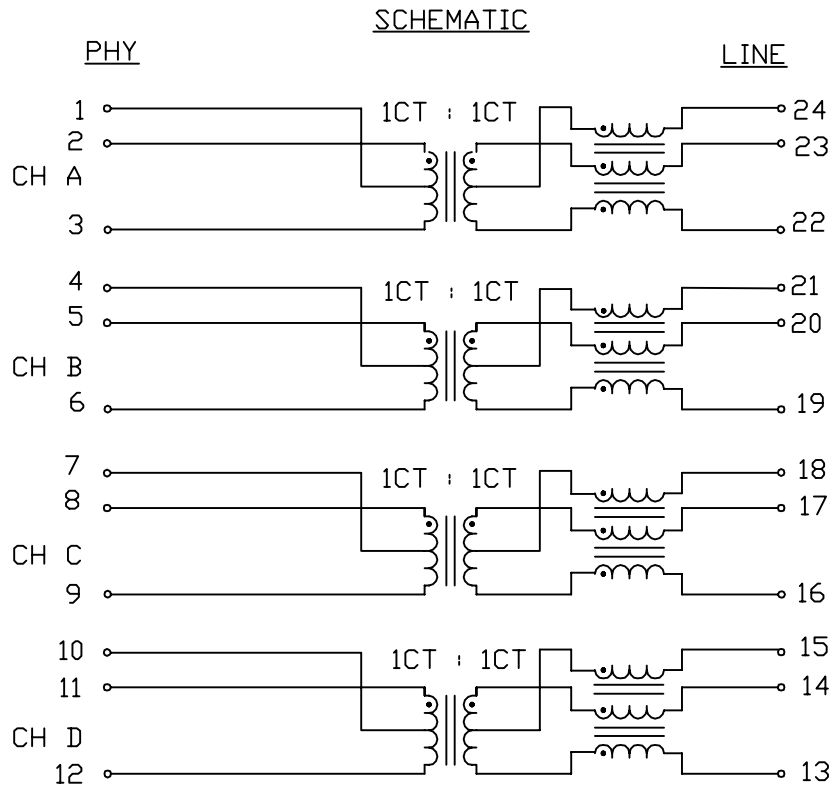 SCHEMATIC
PHY LINE
1 1CT : 1CT 24
2 23
CH A
3 22
4 1CT : 1CT 21
5 20
CH B
6 19
7 1CT : 1CT 18
8 17
CH C
9 16
10 1CT : 1CT 15
11 14
CH D
12 13